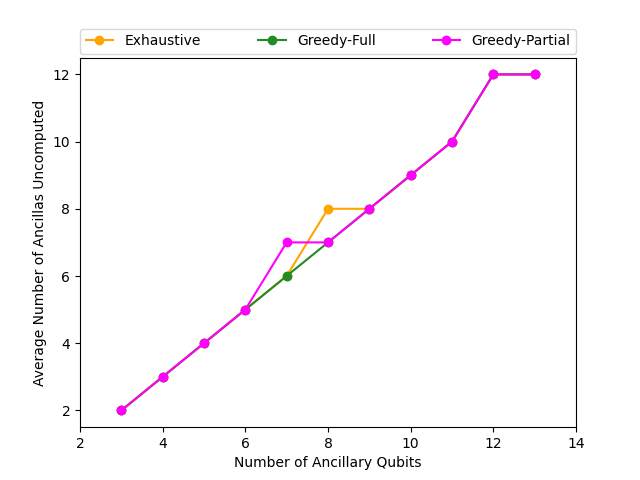 Exhaustive Greedy-Full Greedy-Partial
12
10
8
6
4
2
Average Number of Ancillas Uncomputed
2 4 6 8 10 12 14
Number of Ancillary Qubits